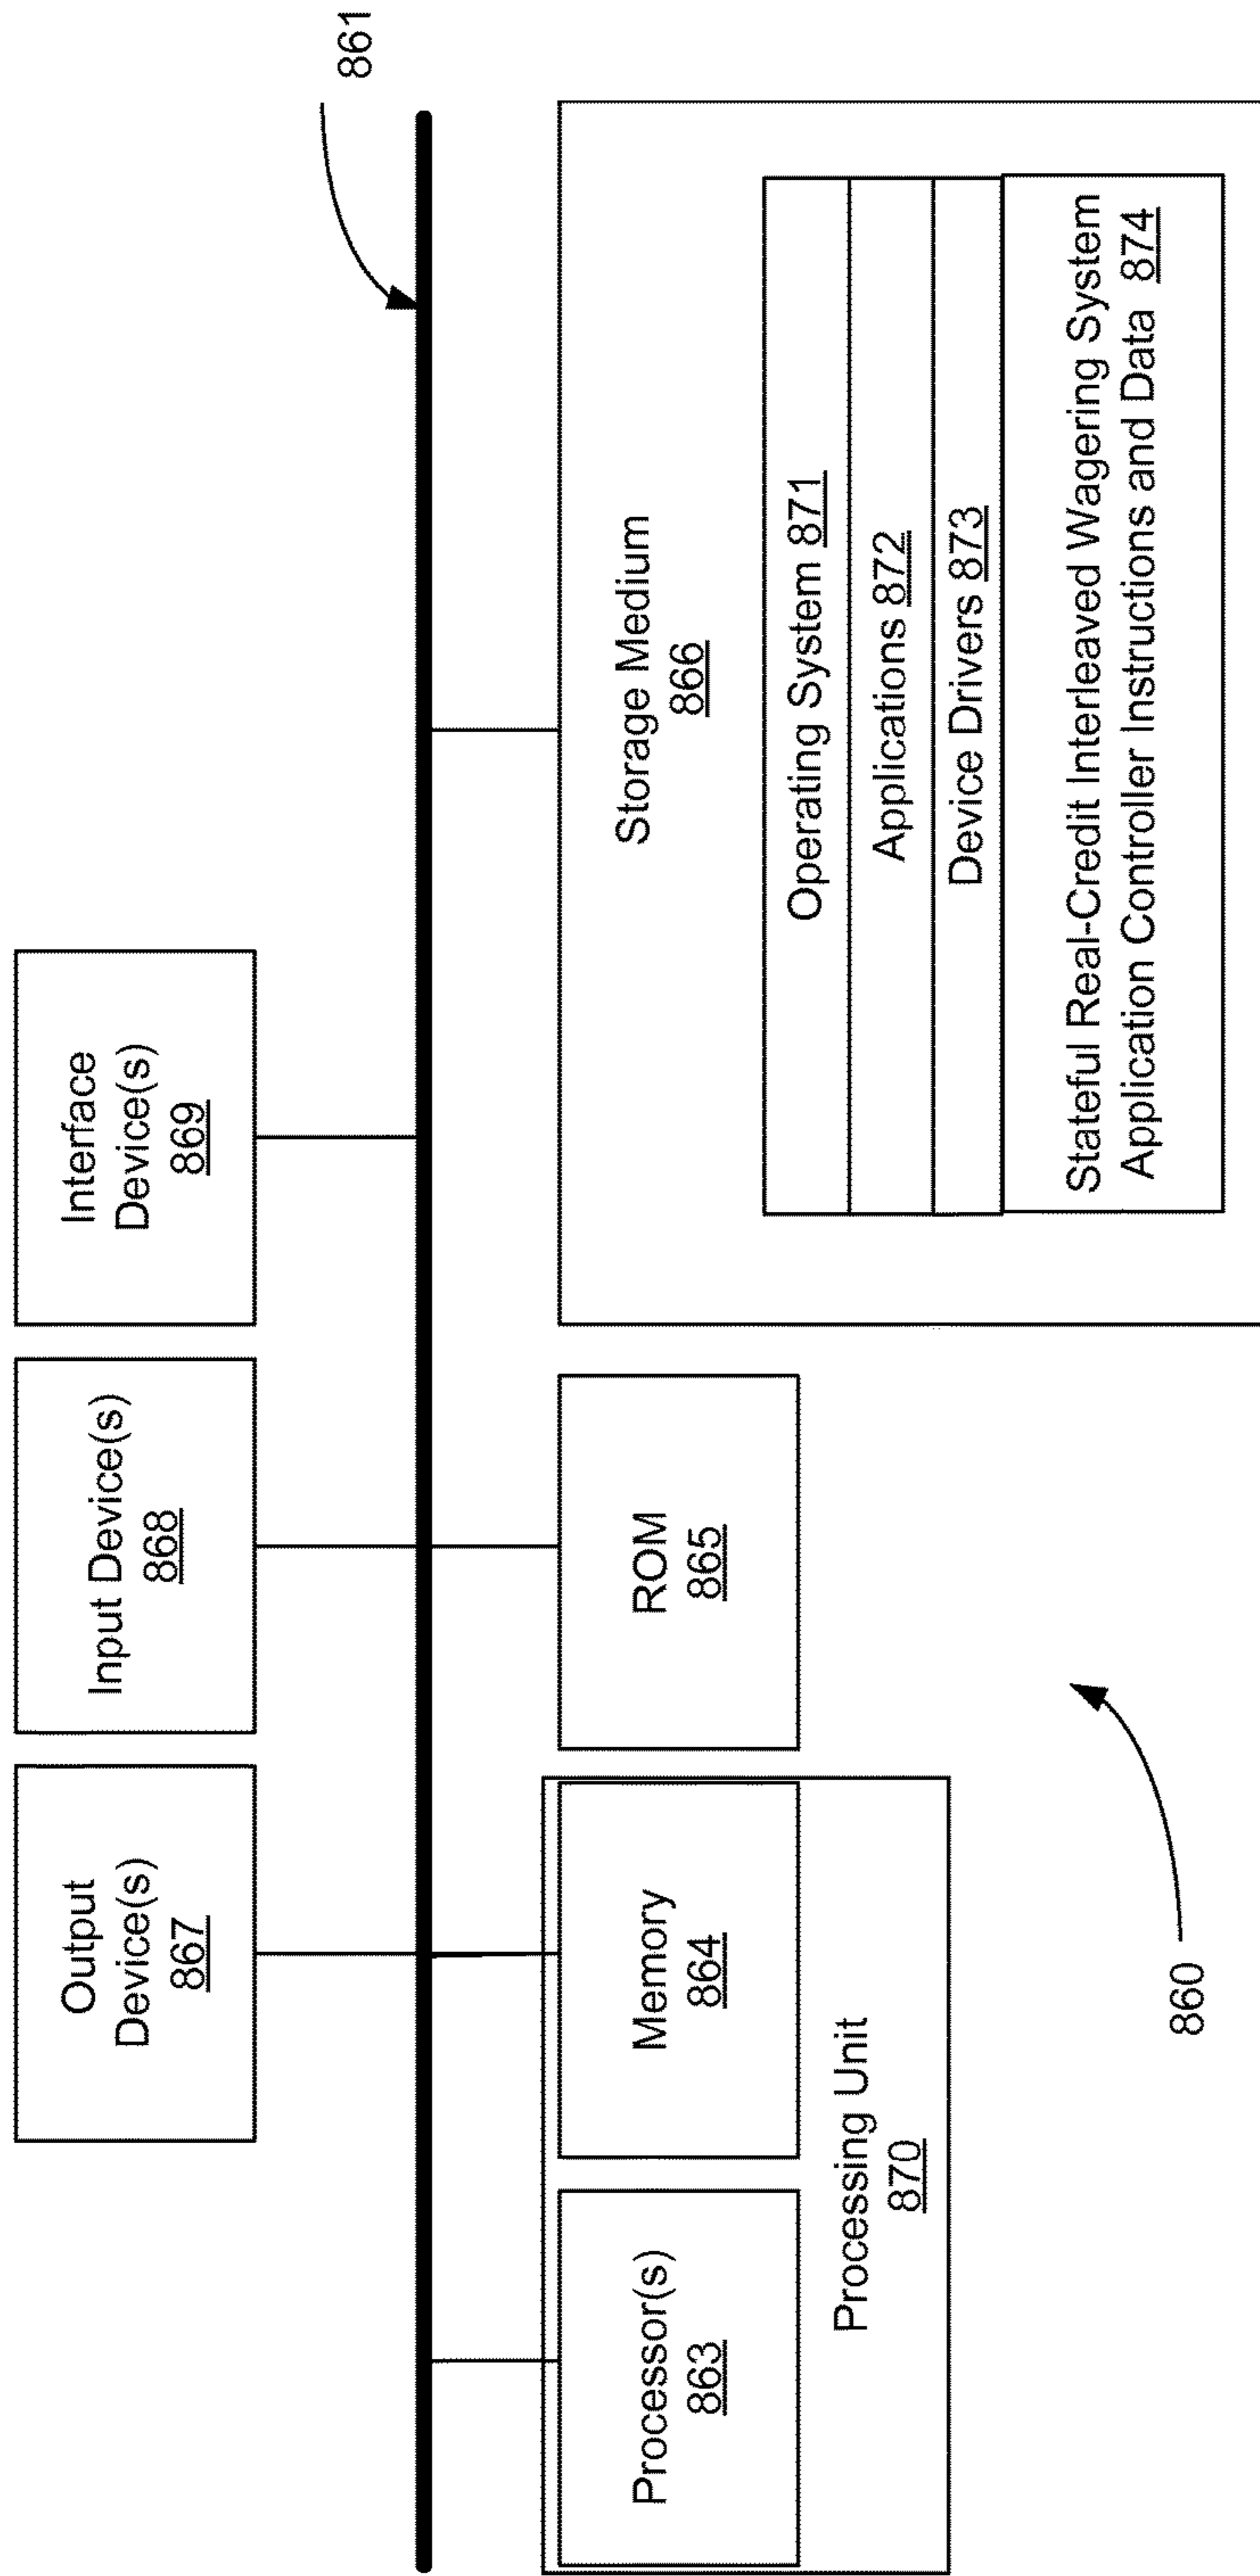 861
Output
Device(s)
867
Input Device(s)
868
Interface
Device(s)
869
Processor(s)
863
Memory
864
Processing Unit
870
ROM
865
Storage Medium
866
Operating System 871
Applications 872
Device Drivers 873
Stateful Real-Credit Interleaved Wagering System
Application Controller Instructions and Data 874
860